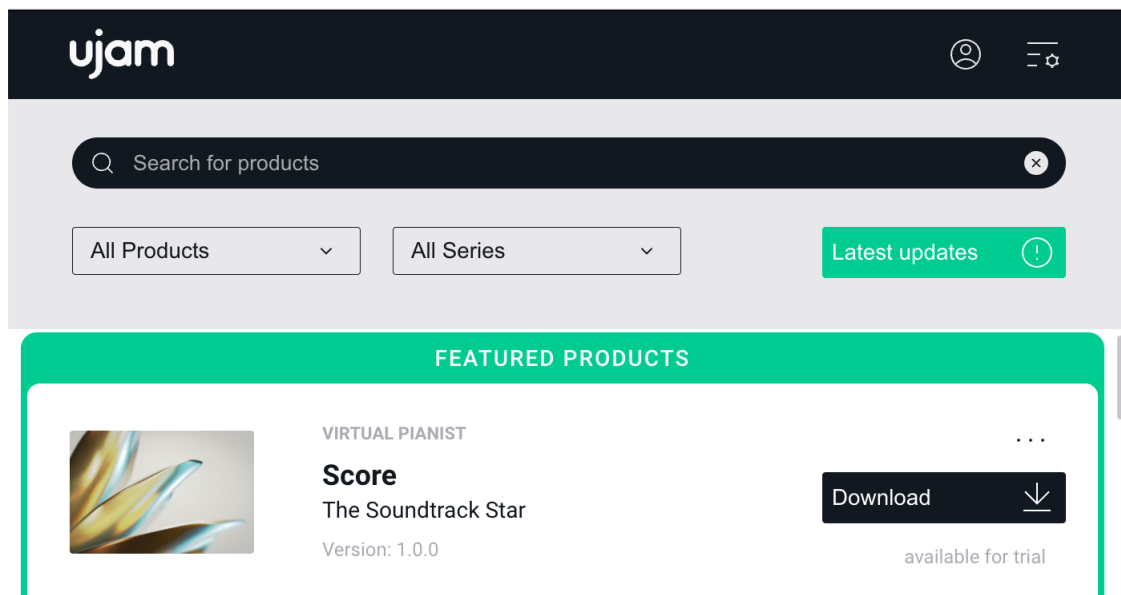 ujam
Search for products
All Products
All Series
Latest updates
FEATURED PRODUCTS
VIRTUAL PIANIST
Score
The Soundtrack Star
Version: 1.0.0
...
Download
available for trial